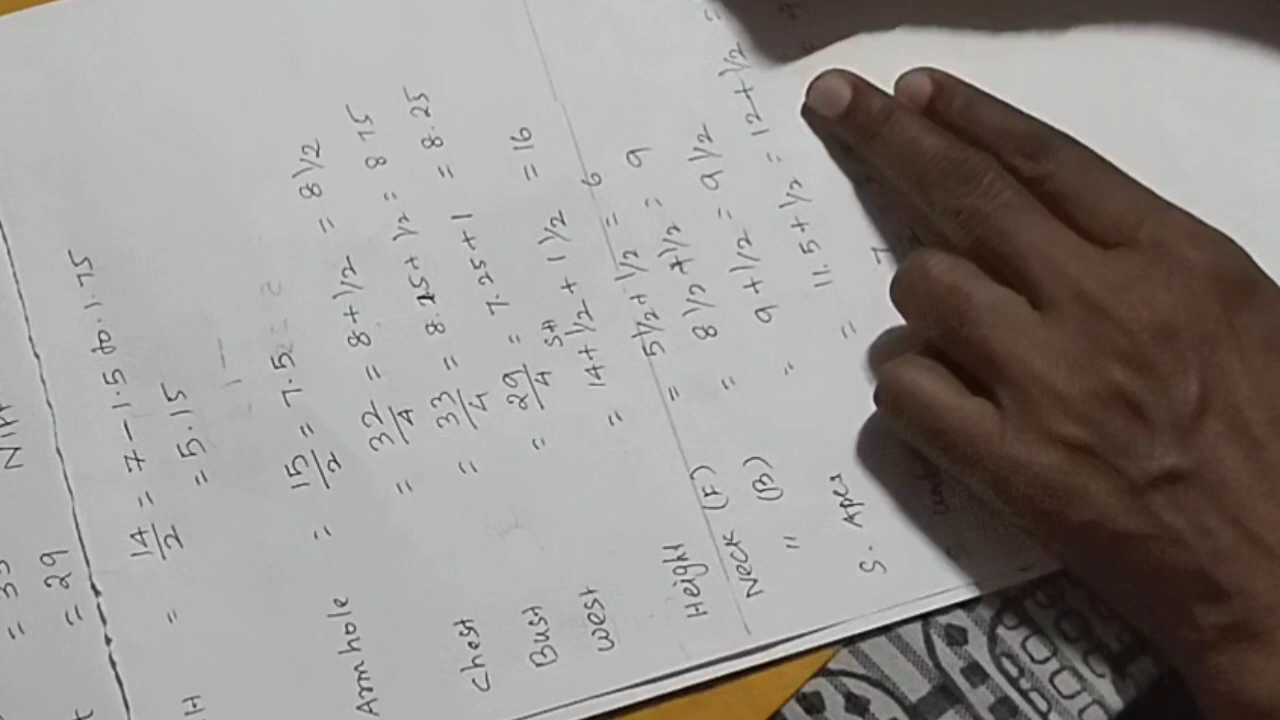 = 29
14/2 = 7 - 1.5 to 1.75
= 5.15
Armhole = 15/2 = 7.5
= 32/4 = 8 + 1/2 = 8 1/2
Chest = 33/4 = 8.25 + 1/2 = 8.75
Bust = 29/4 = 7.25 + 1 = 8.25
West = 14 + 1/2 + 1 1/2 = 16
Height = 5 1/2 + 1/2 = 6
Neck (F) " 8 1/2 + 1/2 = 9
" (B) " 9 + 1/2 = 9 1/2
S. Apex = 11.5 + 1/2 = 12 + 1/2 =
7